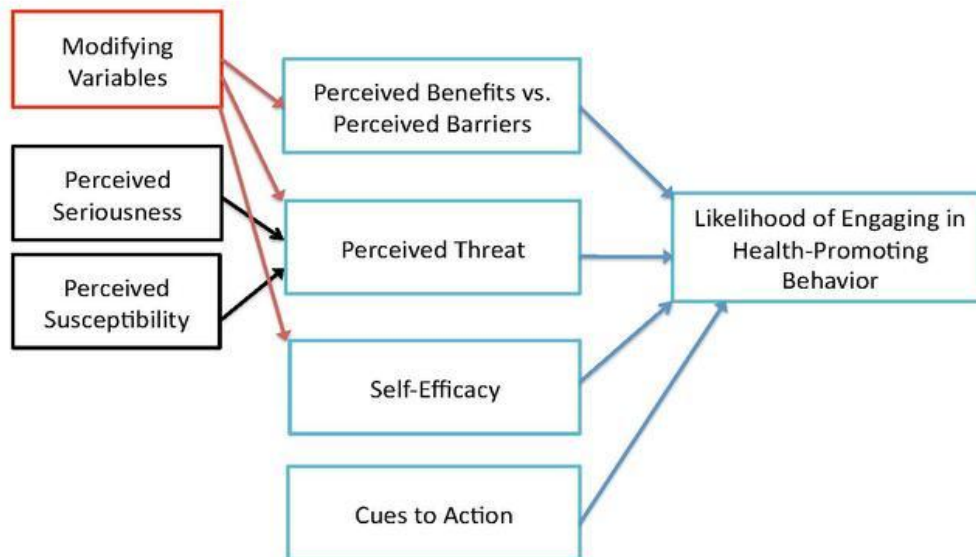 Modifying
Variables
Perceived Benefits vs.
Perceived Barriers
Perceived
Seriousness
Perceived Threat
Likelihood of Engaging in
Health-Promoting
Behavior
Perceived
Susceptibility
Self-Efficacy
Cues to Action